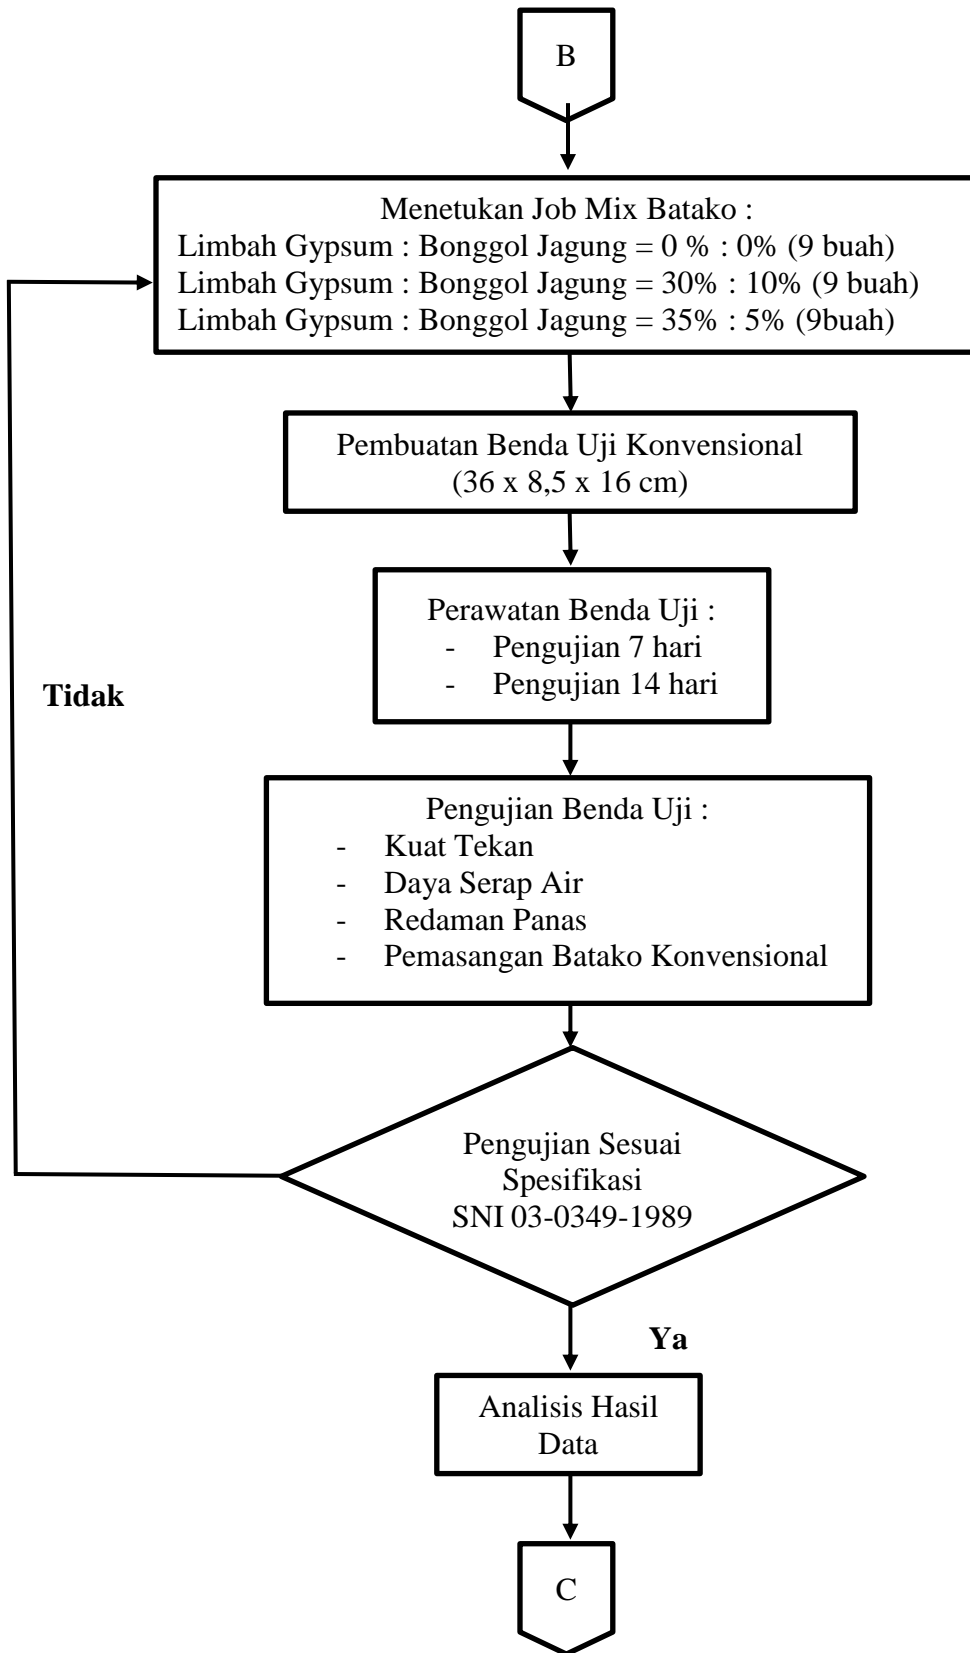 B
Menetukan Job Mix Batako :
Limbah Gypsum : Bonggol Jagung = 0 % : 0% (9 buah)
Limbah Gypsum : Bonggol Jagung = 30% : 10% (9 buah)
Limbah Gypsum : Bonggol Jagung = 35% : 5% (9buah)
Pembuatan Benda Uji Konvensional
(36 x 8,5 x 16 cm)
Perawatan Benda Uji :
- Pengujian 7 hari
- Pengujian 14 hari
Tidak
Pengujian Benda Uji :
- Kuat Tekan
- Daya Serap Air
- Redaman Panas
- Pemasangan Batako Konvensional
Pengujian Sesuai
Spesifikasi
SNI 03-0349-1989
Ya
Analisis Hasil
Data
C